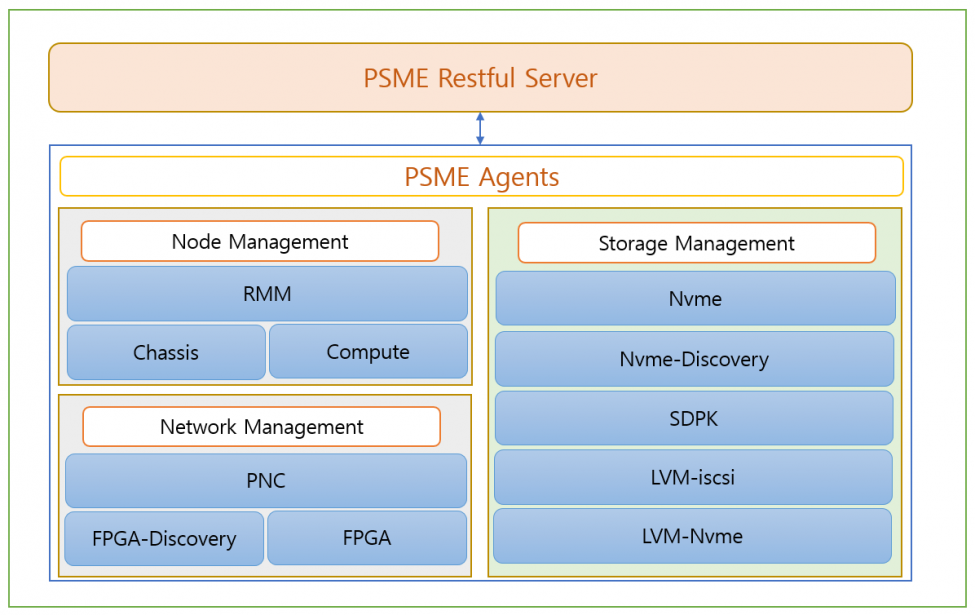 PSME Restful Server
PSME Agents
Node Management
RMM
Chassis
Compute
Network Management
PNC
FPGA-Discovery
FPGA
Storage Management
Nvme
Nvme-Discovery
SDPK
LVM-iscsi
LVM-Nvme